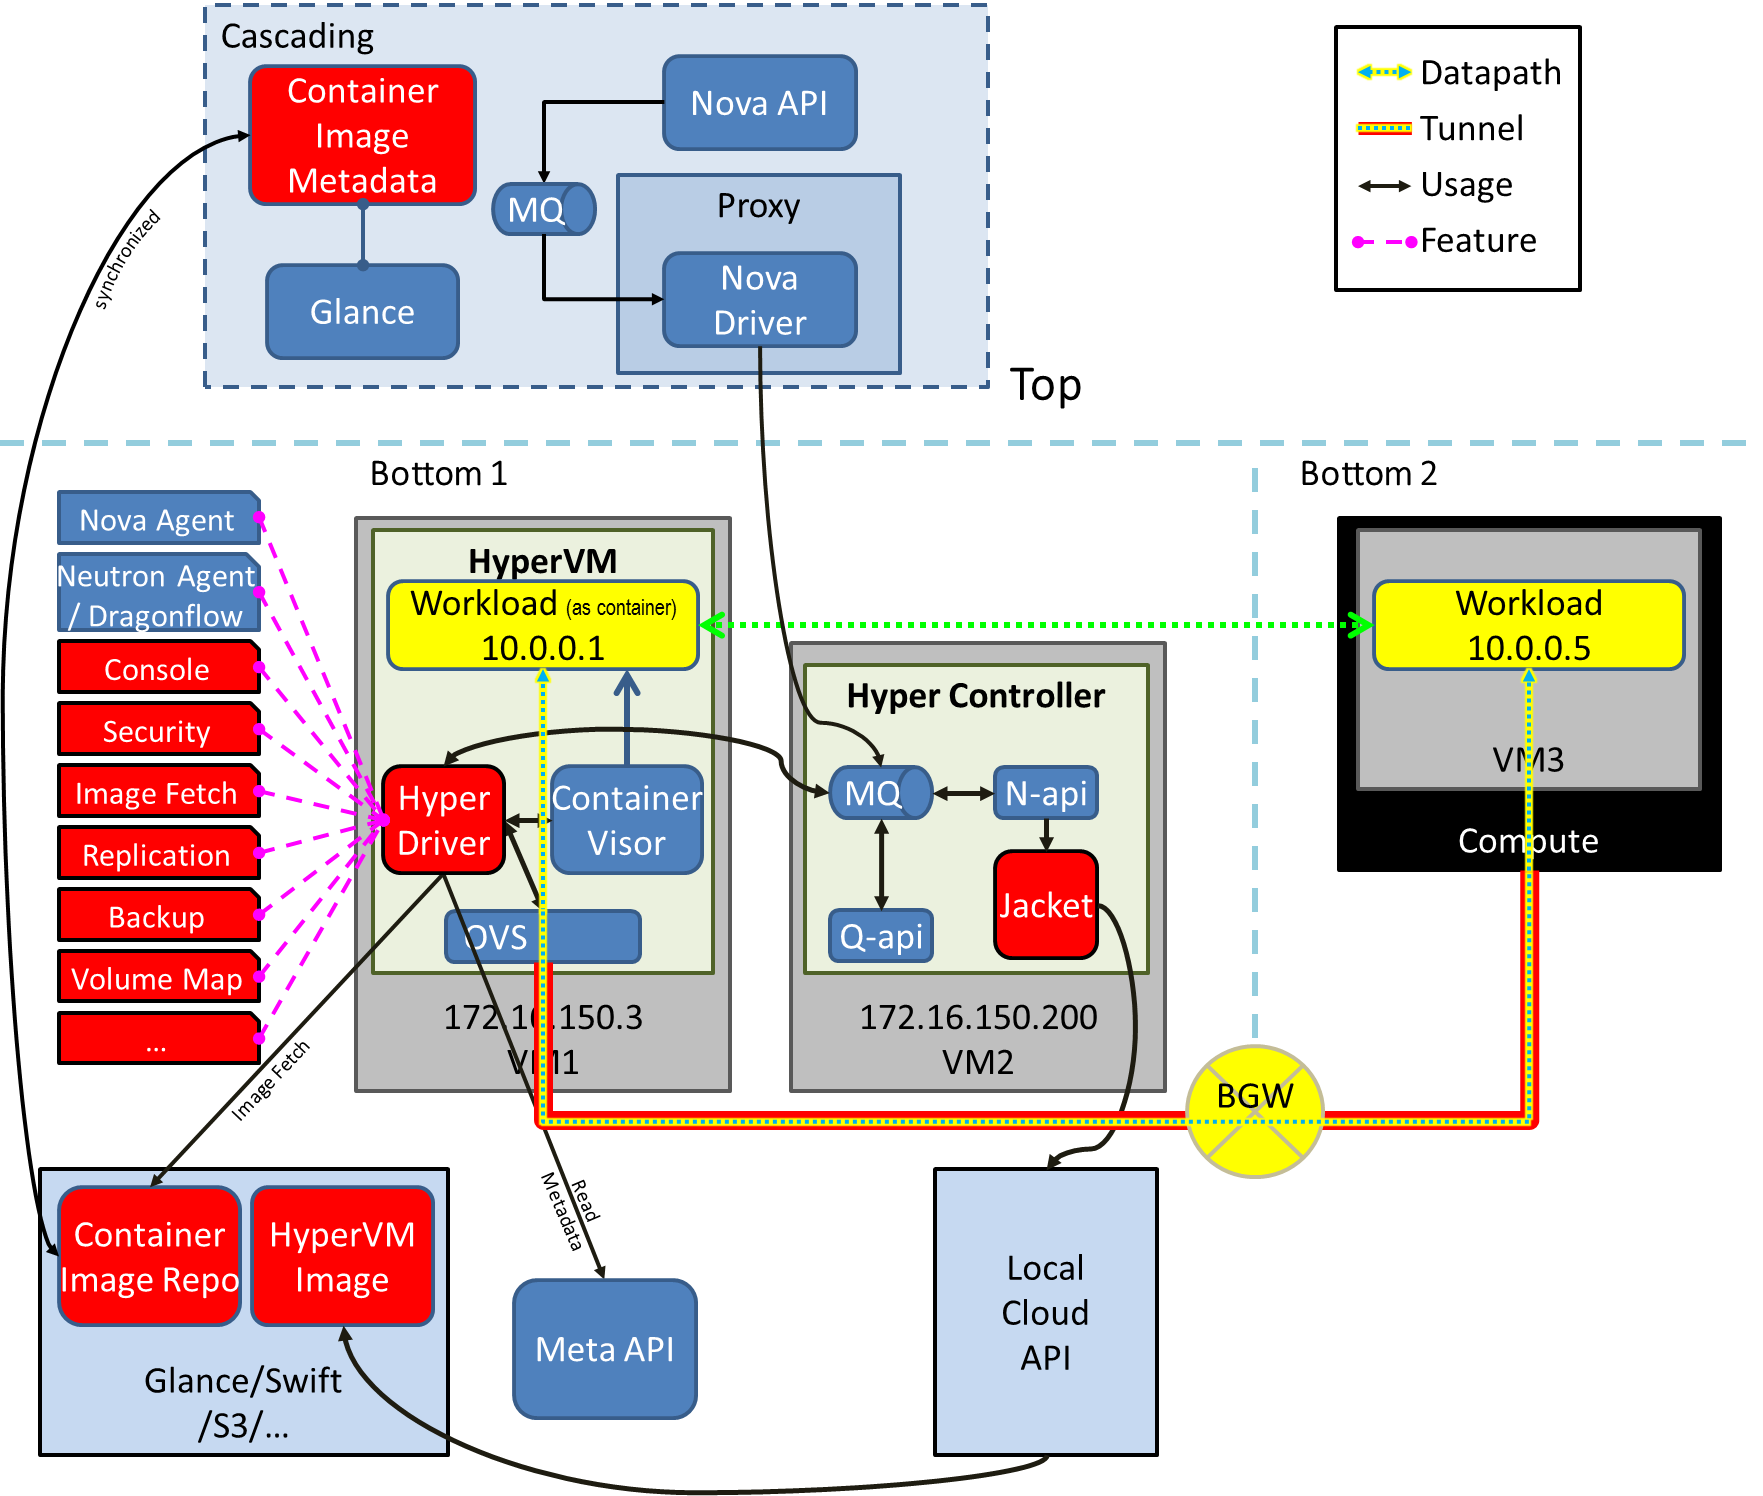 Cascading
Container
Image
Metadata
Nova API
MQ
Proxy
Nova
Driver
Glance
synchronized
Datapath
Tunnel
Usage
Feature
Top
Bottom 1
Bottom 2
Nova Agent
Neutron Agent
/ Dragonflow
Console
Security
Image Fetch
Replication
Backup
Volume Map
...
HyperVM
Workload (as container)
10.0.0.1
Hyper
Driver
Container
Visor
OVS
172.16.150.3
VM1
Hyper Controller
MQ
N-api
Q-api
Jacket
172.16.150.200
VM2
Workload
10.0.0.5
VM3
Compute
BGW
Image Fetch
Read
Metadata
Container
Image Repo
HyperVM
Image
Glance/Swift
/S3/...
Meta API
Local
Cloud
API